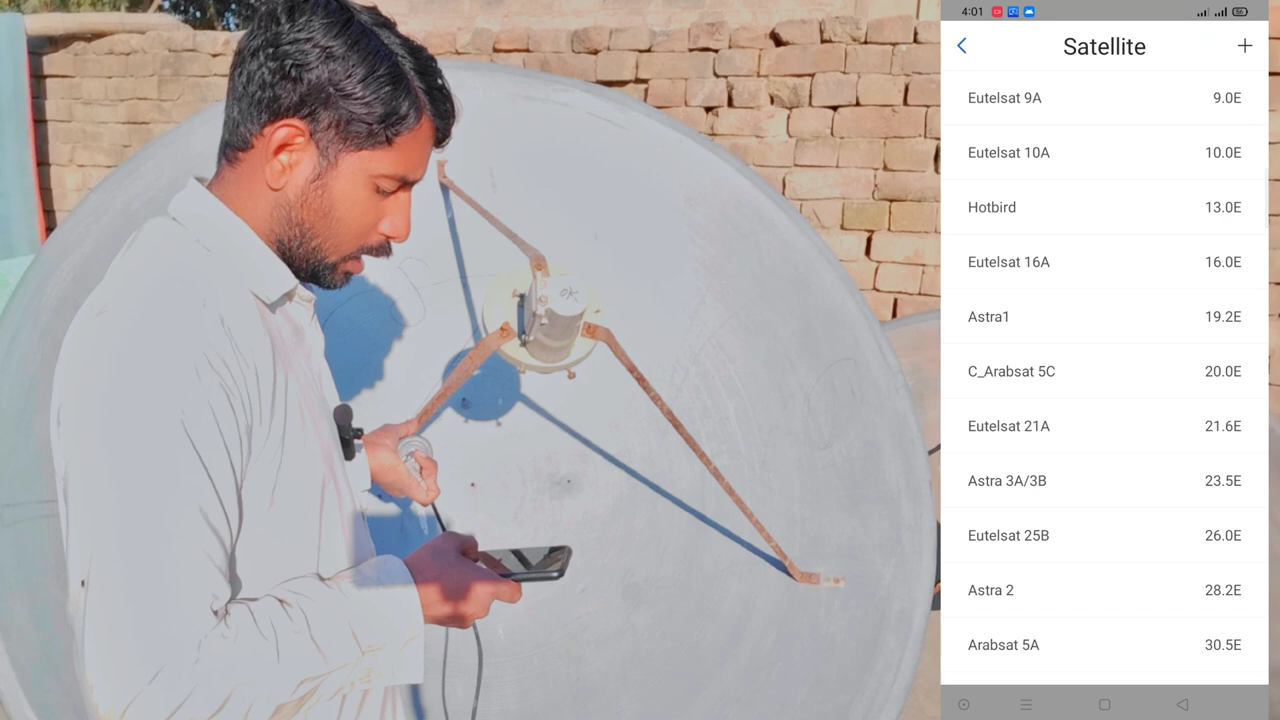 4:01
56
Satellite
Eutelsat 9A 9.0E
Eutelsat 10A 10.0E
Hotbird 13.0E
Eutelsat 16A 16.0E
Astra1 19.2E
C_Arabsat 5C 20.0E
Eutelsat 21A 21.6E
Astra 3A/3B 23.5E
Eutelsat 25B 26.0E
Astra 2 28.2E
Arabsat 5A 30.5E
OK